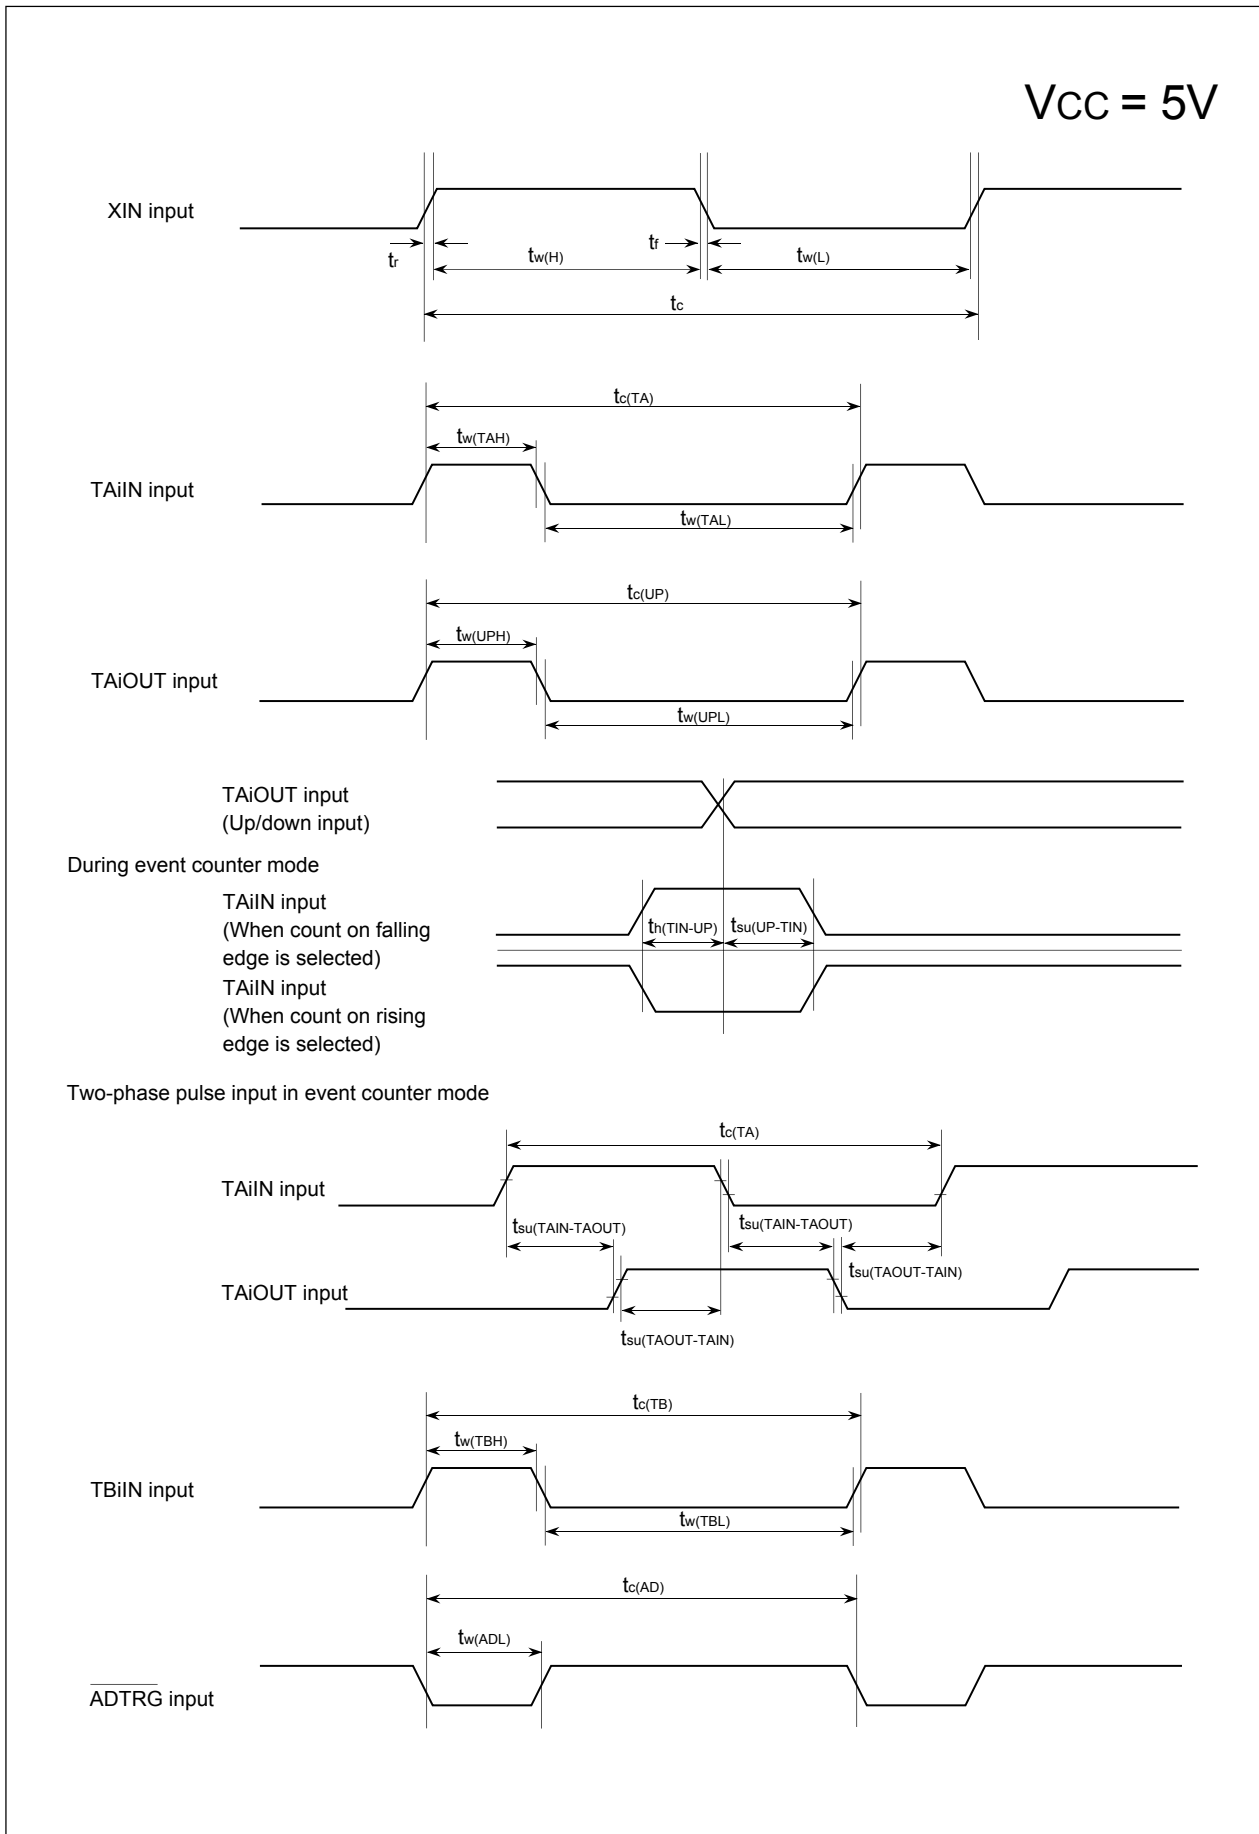 VCC = 5V
XIN input
tr
tf
tw(H)
tw(L)
tc
tc(TA)
tw(TAH)
TAiIN input
tw(TAL)
tc(UP)
tw(UPH)
TAiOUT input
tw(UPL)
TAiOUT input
(Up/down input)
During event counter mode
TAiIN input
(When count on falling
edge is selected)
th(TIN-UP)
tsu(UP-TIN)
TAiIN input
(When count on rising
edge is selected)
Two-phase pulse input in event counter mode
tc(TA)
TAiIN input
tsu(TAIN-TAOUT)
tsu(TAIN-TAOUT)
tsu(TAOUT-TAIN)
TAiOUT input
tsu(TAOUT-TAIN)
tc(TB)
tw(TBH)
TBiIN input
tw(TBL)
tc(AD)
tw(ADL)
ADTRG input